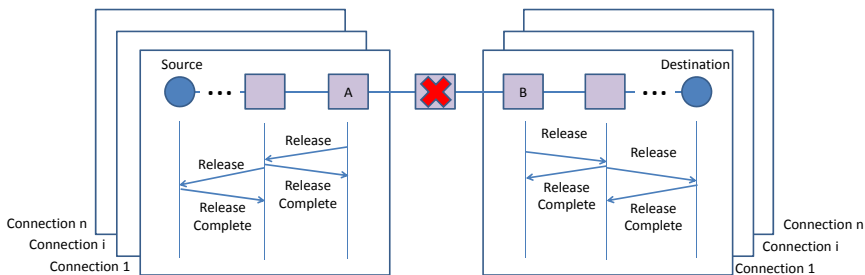 Source
A
B
Destination
Release
Release
Release
Complete
Release
Complete
Release
Release
Release
Complete
Release
Complete
Connection n
Connection i
Connection 1
Connection n
Connection i
Connection 1